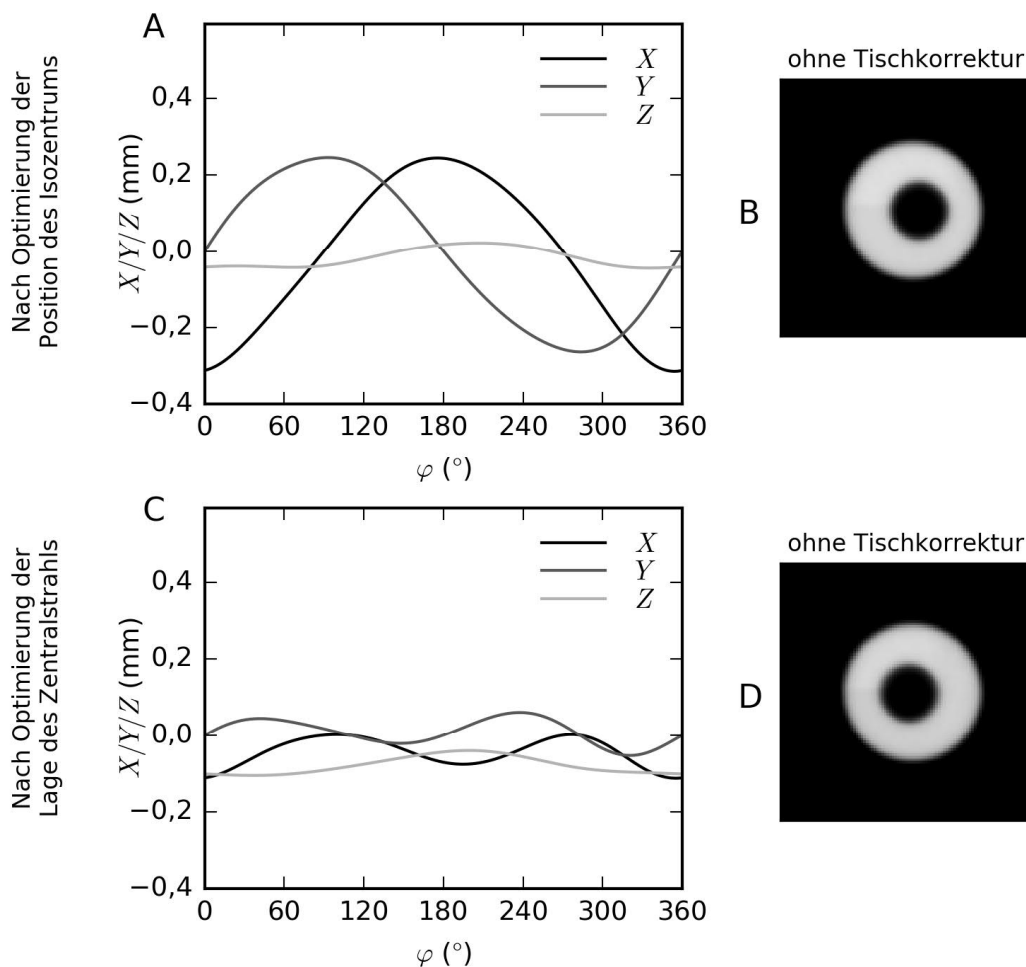 A
ohne Tischkorrektur
Nach Optimierung der
Position des Isozentrums
X/Y/Z (mm)
0,4
0,2
0,0
−0,2
−0,4
X
Y
Z
B
0 60 120 180 240 300 360
φ (°)
C
ohne Tischkorrektur
Nach Optimierung der
Lage des Zentralstrahls
X/Y/Z (mm)
0,4
0,2
0,0
−0,2
−0,4
X
Y
Z
D
0 60 120 180 240 300 360
φ (°)